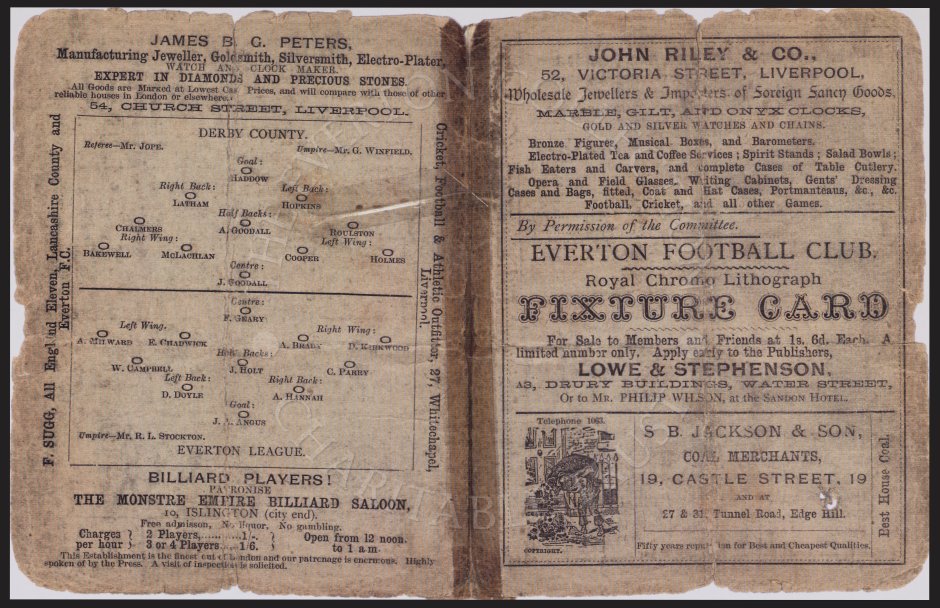 JAMES B. G. PETERS,
Manufacturing Jeweller, Goldsmith, Silversmith, Electro-Plater,
WATCH AND CLOCK MAKER.
EXPERT IN DIAMONDS AND PRECIOUS STONES.
All Goods are Marked at Lowest Cas Prices, and will compare with those of other
reliable houses in London or elsewhere.
54, CHURCH STREET, LIVERPOOL.
F. SUGG, All England Eleven, Lancashire County and
Everton F.C.
DERBY COUNTY.
Referee—Mr. JOPE.
Umpire—Mr. G. WINFIELD.
Goal:
HADDOW
Right Back:
LATHAM
Left Back:
HOPKINS
Half Backs:
CHALMERS
A. GOODALL
ROULSTON
Right Wing:
Left Wing:
BAKEWELL
MCLACHLAN
COOPER
HOLMES
Centre:
J. GOODALL
Centre:
F. GEARY
Left Wing.
Right Wing:
A. MILWARD
E. CHADWICK
A. BRADY
D. KIRKWOOD
Half Backs:
W. CAMPBELL
J. HOLT
C. PARRY
Left Back:
Right Back:
D. DOYLE
A. HANNAH
Goal:
J. ANGUS
Umpire—Mr. R. L. STOCKTON.
EVERTON LEAGUE.
Cricket, Football & Athletic Outfitter, 27, Whitechapel,
Liverpool.
BILLIARD PLAYERS!
PATRONISE
THE MONSTRE EMPIRE BILLIARD SALOON,
10, ISLINGTON (city end).
Free admisson, No liquor. No gambling.
Charges } 2 Players,......1/-. } Open from 12 noon.
per hour } 3 or 4 Players....1/6. } to 1 am.
This Establishment is the finest out of London and our patronage is enormous. Highly
spoken of by the Press. A visit of inspection is solicited.
JOHN RILEY & CO.,
52, VICTORIA STREET, LIVERPOOL,
Wholesale Jewellers & Importers of Foreign Fancy Goods,
MARBLE, GILT, AND ONYX CLOCKS,
GOLD AND SILVER WATCHES AND CHAINS.
Bronze Figures, Musical Boxes, and Barometers.
Electro-Plated Tea and Coffee Services; Spirit Stands; Salad Bowls;
Fish Eaters and Carvers, and complete Cases of Table Cutlery.
Opera and Field Glasses, Writing Cabinets, Gents' Dressing
Cases and Bags, fitted, Coat and Hat Cases, Portmanteaus, &c., &c.
Football, Cricket, and all other Games.
By Permission of the Committee.
EVERTON FOOTBALL CLUB.
Royal Chromo Lithograph
FIXTURE CARD
For Sale to Members and Friends at 1s. 6d. Each. A
limited number only. Apply early to the Publishers,
LOWE & STEPHENSON,
A3, DRURY BUILDINGS, WATER STREET,
Or to MR. PHILIP WILSON, at the SANDON HOTEL.
Telephone 1063.
COPYRIGHT.
S B. JACKSON & SON,
COAL MERCHANTS,
19, CASTLE STREET, 19
AND AT
27 & 31, Tunnel Road, Edge Hill.
Fifty years reputation for Best and Cheapest Qualities.
Best House Coal.